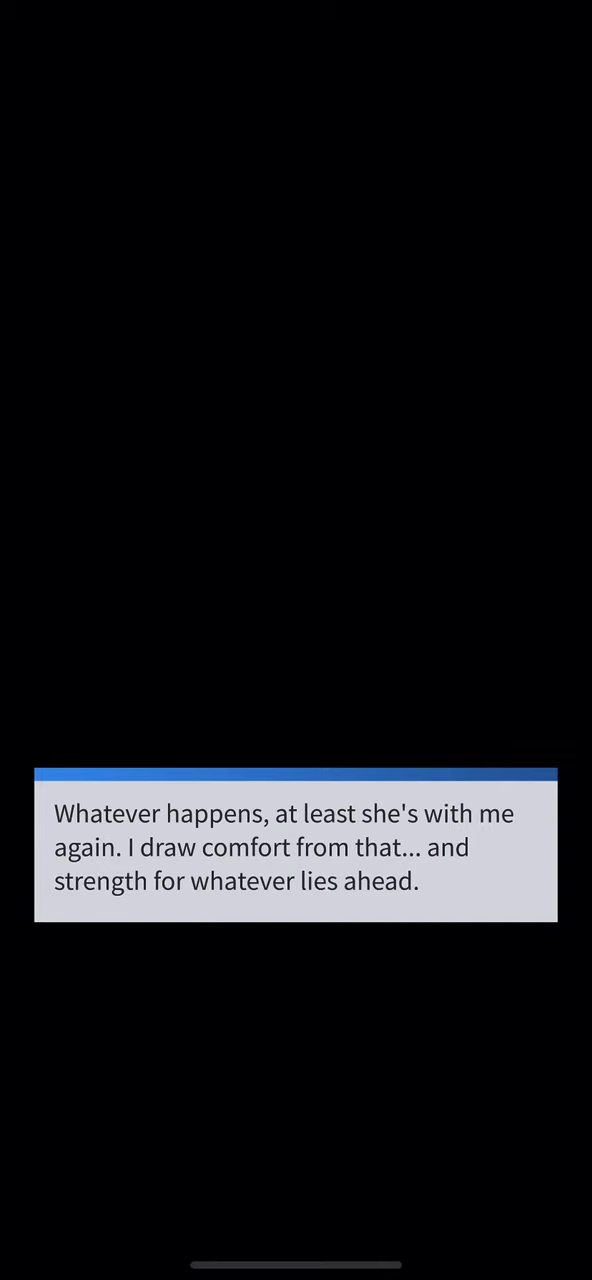 Whatever happens, at least she's with me
again. I draw comfort from that... and
strength for whatever lies ahead.